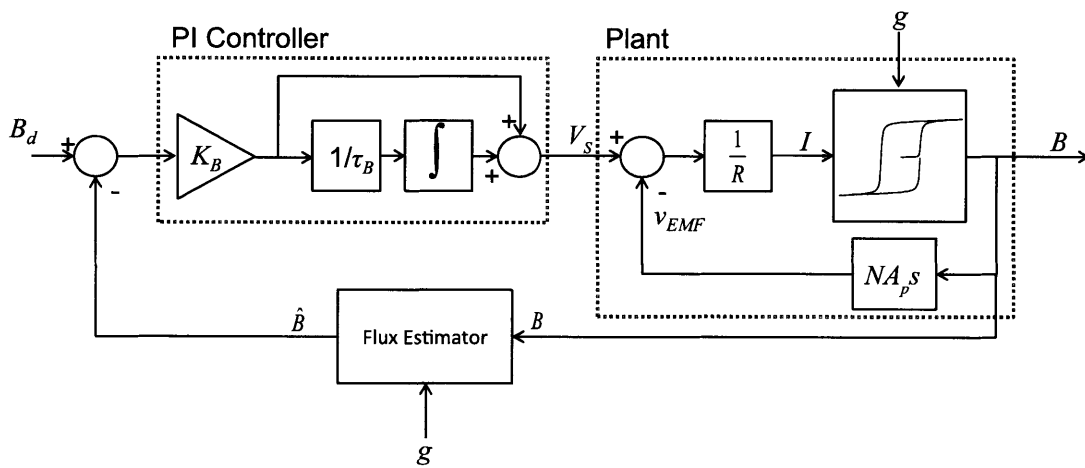 g
PI Controller
Plant
B_d
+
-
K_B
1/τ_B
∫
+
+
V_s
+
-
1/R
I
B
v_EMF
NA_p s
B̂
Flux Estimator
B
g